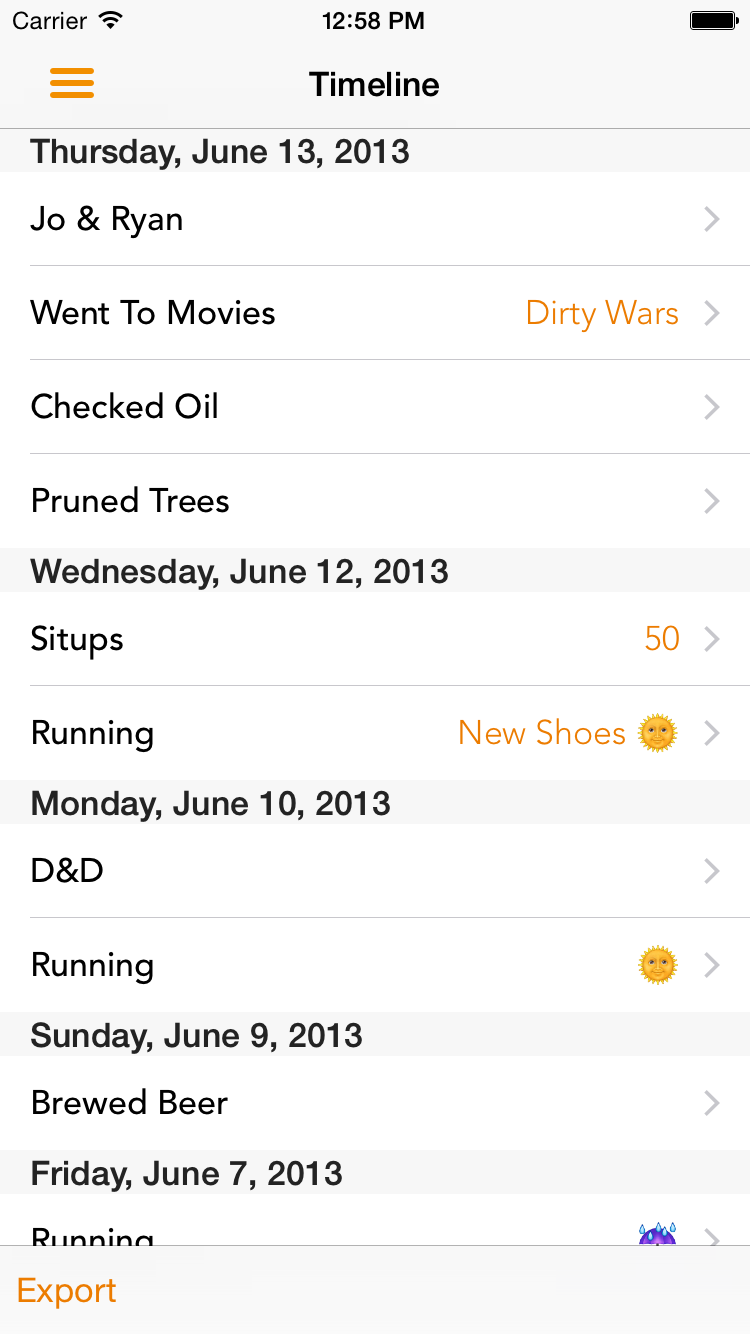 Carrier 12:58 PM
Timeline
Thursday, June 13, 2013
Jo & Ryan
Went To Movies Dirty Wars
Checked Oil
Pruned Trees
Wednesday, June 12, 2013
Situps 50
Running New Shoes 🌞
Monday, June 10, 2013
D&D
Running 🌞
Sunday, June 9, 2013
Brewed Beer
Friday, June 7, 2013
Running ☔
Export